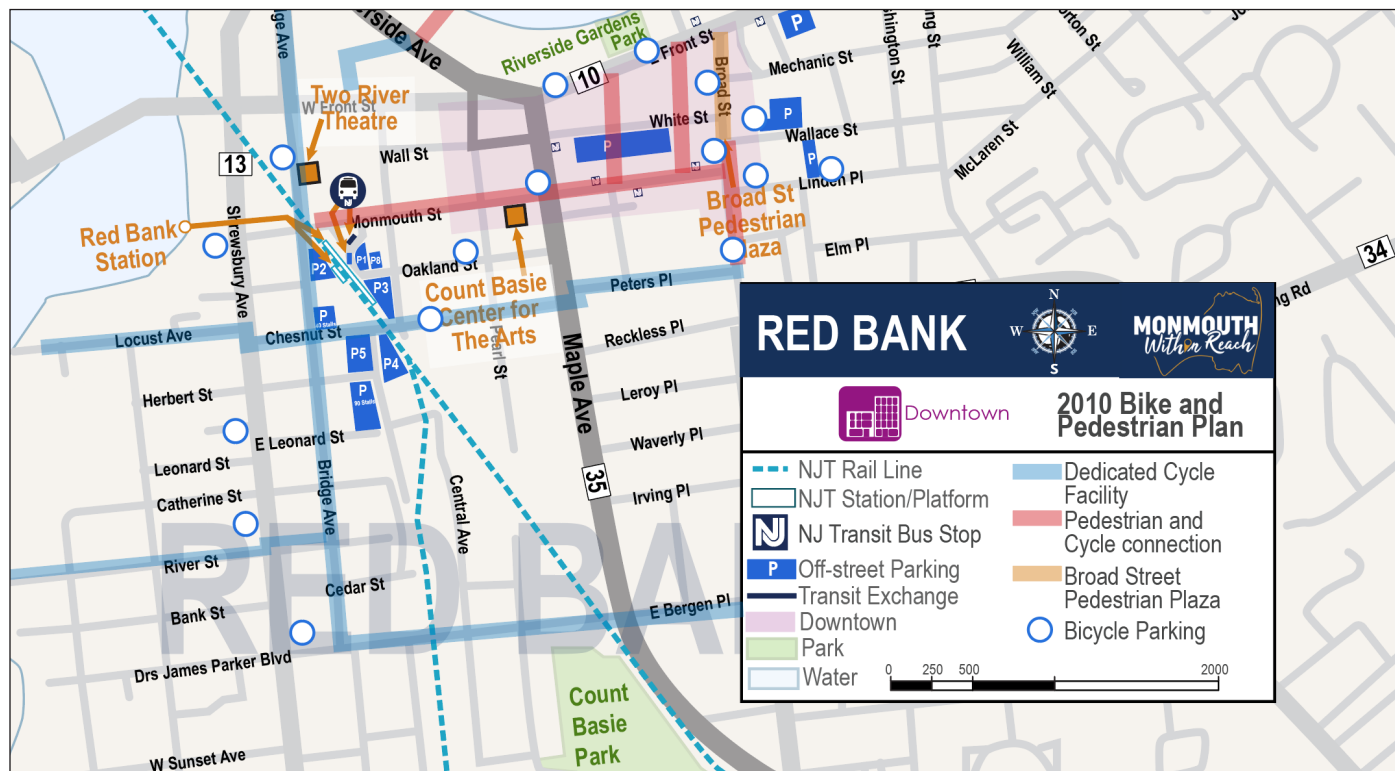 Riverside Gardens
Park
E Front St
10
Broad St
Mechanic St
William St
McLaren St
W Front St
Two River
Theatre
White St
Wallace St
Wall St
13
P
P
P
P
Linden Pl
N
Shrewsbury Ave
Monmouth St
Broad St
Pedestrian
Plaza
Red Bank
Station
P2
P1
P8
Oakland St
Elm Pl
34
P3
Count Basie
Center for
The Arts
Peters Pl
Locust Ave
Chesnut St
P
Pearl St
Maple Ave
Reckless Pl
P5
P4
Herbert St
P
90 Stalls
Leroy Pl
E Leonard St
Leonard St
Waverly Pl
Catherine St
Bridge Ave
Central Ave
35
Irving Pl
RED BA
River St
Cedar St
Bank St
E Bergen Pl
Drs James Parker Blvd
Count
Basie
Park
W Sunset Ave
RED BANK
N
W
E
S
MONMOUTH
Within Reach
Downtown
2010 Bike and
Pedestrian Plan
NJT Rail Line
NJT Station/Platform
NJ Transit Bus Stop
P
Off-street Parking
Transit Exchange
Downtown
Park
Water
Dedicated Cycle
Facility
Pedestrian and
Cycle connection
Broad Street
Pedestrian Plaza
Bicycle Parking
0
250
500
2000